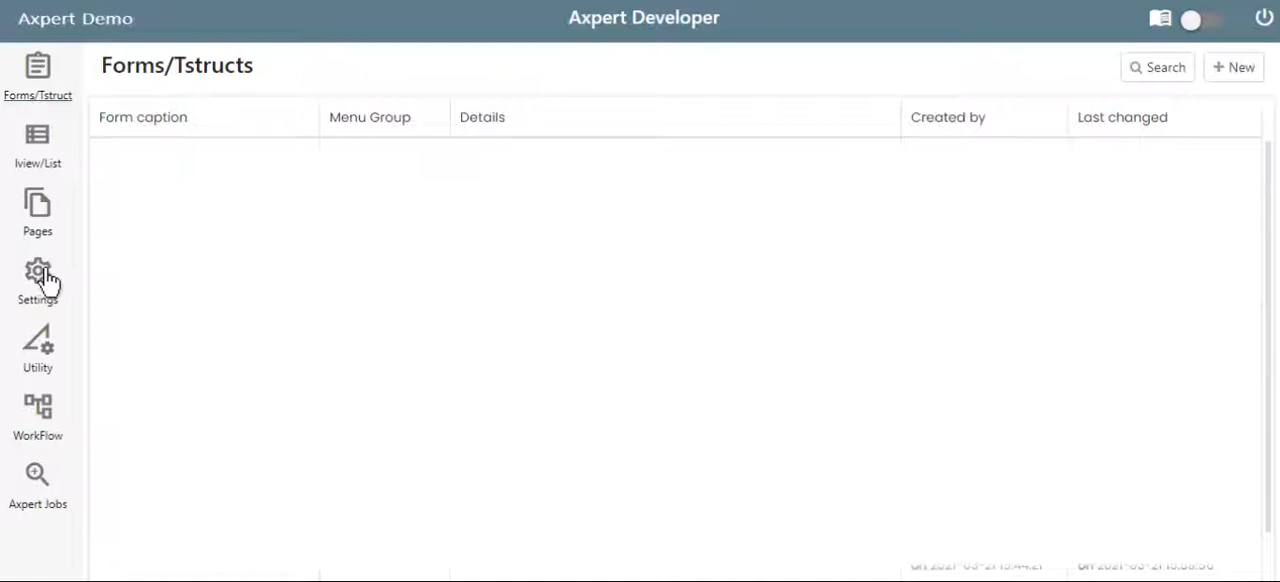 Axpert Demo
Axpert Developer
Forms/Tstruct
Forms/Tstructs
Search
New
Form caption
Menu Group
Details
Created by
Last changed
Iview/List
Pages
Settings
Utility
WorkFlow
Axpert Jobs